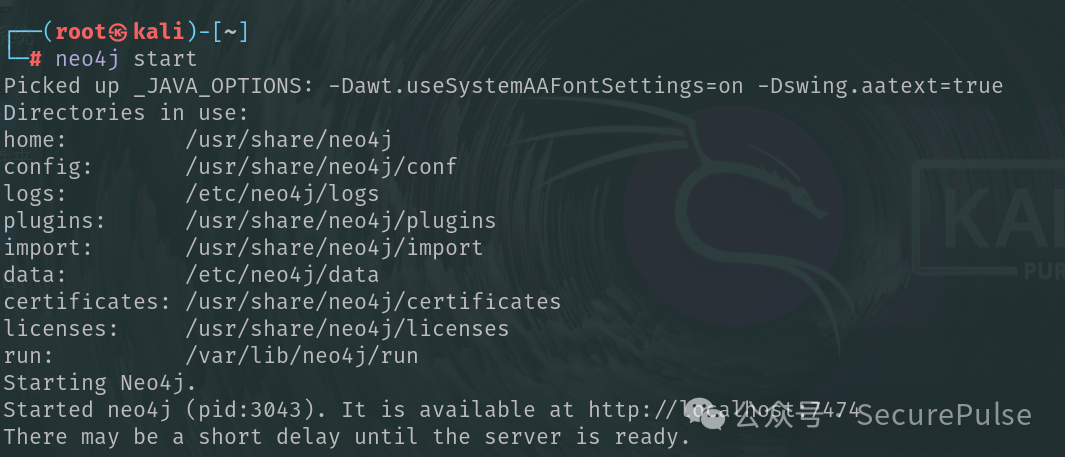 ┌──(root㉿kali)-[~]
└─# neo4j start
Picked up _JAVA_OPTIONS: -Dawt.useSystemAAFontSettings=on -Dswing.aatext=true
Directories in use:
home:         /usr/share/neo4j
config:       /usr/share/neo4j/conf
logs:         /etc/neo4j/logs
plugins:      /usr/share/neo4j/plugins
import:       /usr/share/neo4j/import
data:         /etc/neo4j/data
certificates: /usr/share/neo4j/certificates
licenses:     /usr/share/neo4j/licenses
run:          /var/lib/neo4j/run
Starting Neo4j.
Started neo4j (pid:3043). It is available at http://localhost:7474
There may be a short delay until the server is ready.
公众号 · SecurePulse
KAL
PUR